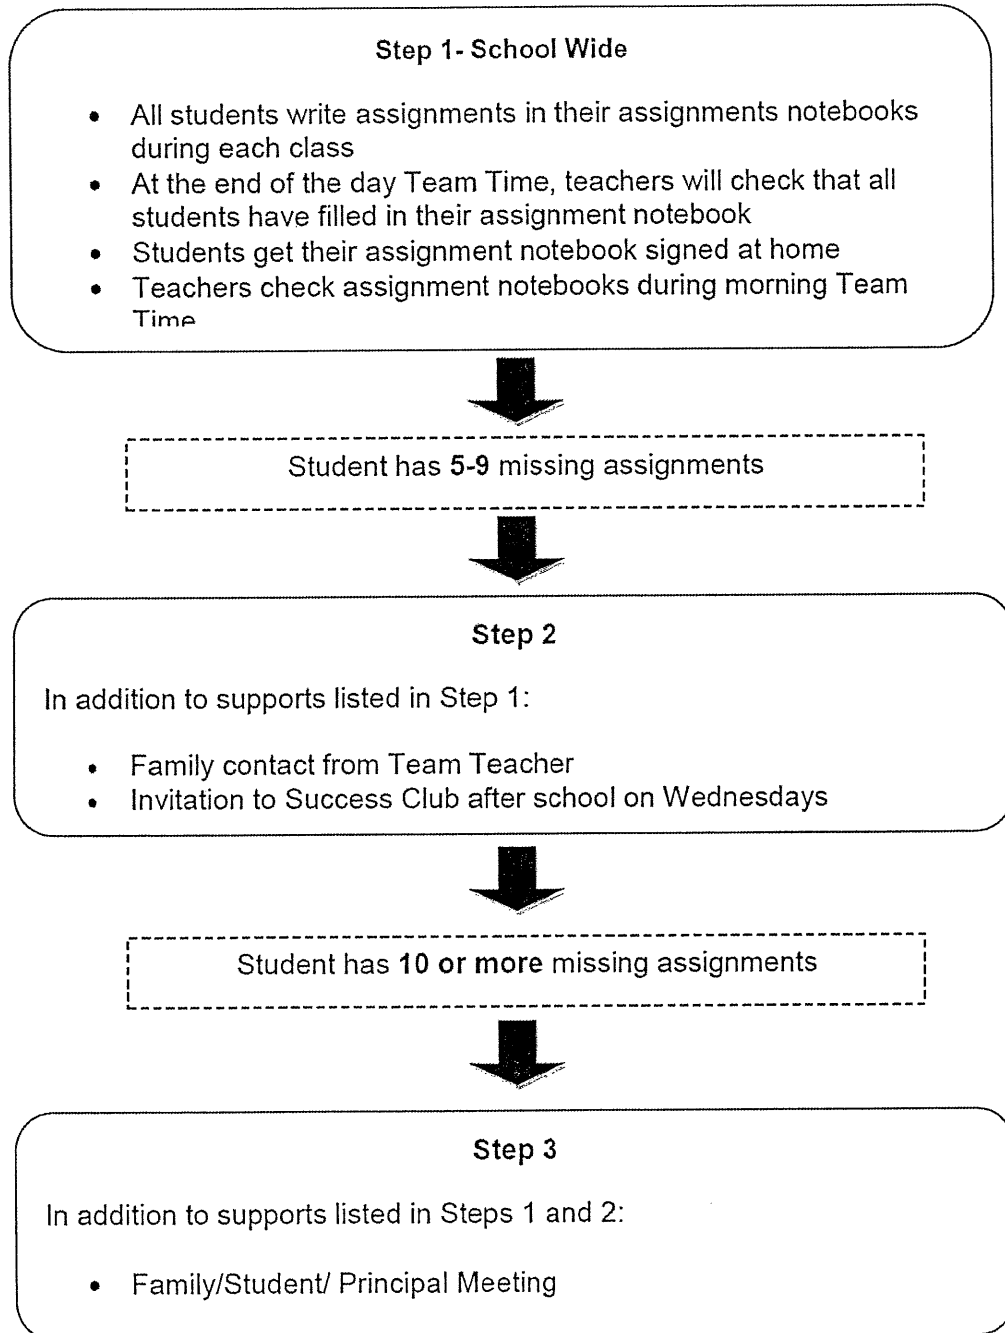 Step 1- School Wide
• All students write assignments in their assignments notebooks
during each class
• At the end of the day Team Time, teachers will check that all
students have filled in their assignment notebook
• Students get their assignment notebook signed at home
• Teachers check assignment notebooks during morning Team
Time
Student has 5-9 missing assignments
Step 2
In addition to supports listed in Step 1:
• Family contact from Team Teacher
• Invitation to Success Club after school on Wednesdays
Student has 10 or more missing assignments
Step 3
In addition to supports listed in Steps 1 and 2:
• Family/Student/ Principal Meeting